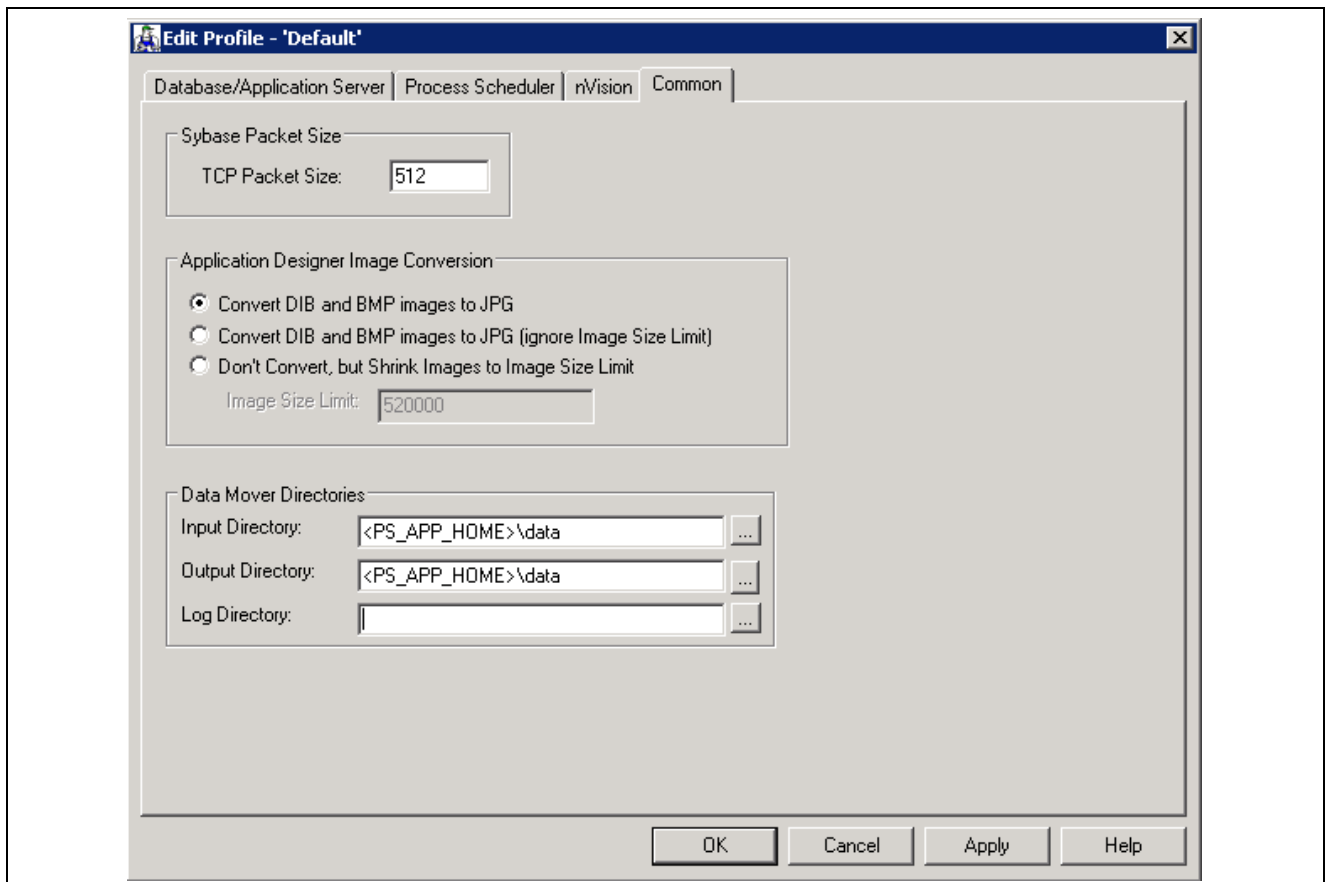 Edit Profile - 'Default'
Database/Application Server Process Scheduler nVision Common
Sybase Packet Size
TCP Packet Size: 512
Application Designer Image Conversion
Convert DIB and BMP images to JPG
Convert DIB and BMP images to JPG (ignore Image Size Limit)
Don't Convert, but Shrink Images to Image Size Limit
Image Size Limit: 520000
Data Mover Directories
Input Directory: <PS_APP_HOME>\data ...
Output Directory: <PS_APP_HOME>\data ...
Log Directory: ...
OK Cancel Apply Help